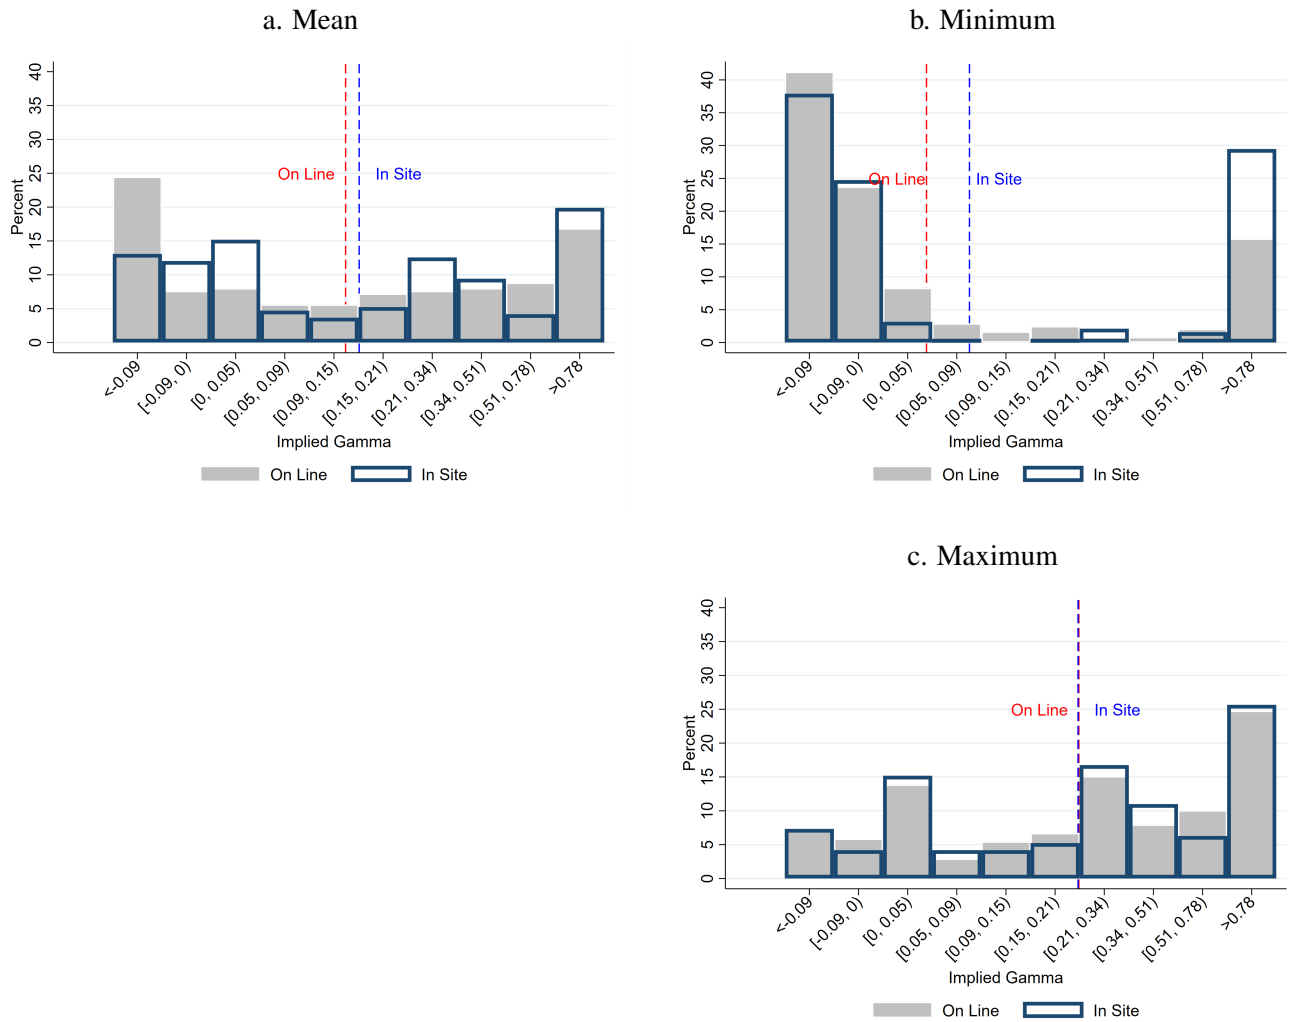 a. Mean
Percent
0 5 10 15 20 25 30 35 40
On Line
In Site
<-0.09
[-0.09, 0)
[0, 0.05)
[0.05, 0.09)
[0.09, 0.15)
[0.15, 0.21)
[0.21, 0.34)
[0.34, 0.51)
[0.51, 0.78)
>0.78
Implied Gamma
On Line In Site
b. Minimum
Percent
0 5 10 15 20 25 30 35 40
On Line
In Site
<-0.09
[-0.09, 0)
[0, 0.05)
[0.05, 0.09)
[0.09, 0.15)
[0.15, 0.21)
[0.21, 0.34)
[0.34, 0.51)
[0.51, 0.78)
>0.78
Implied Gamma
On Line In Site
c. Maximum
Percent
0 5 10 15 20 25 30 35 40
On Line
In Site
<-0.09
[-0.09, 0)
[0, 0.05)
[0.05, 0.09)
[0.09, 0.15)
[0.15, 0.21)
[0.21, 0.34)
[0.34, 0.51)
[0.51, 0.78)
>0.78
Implied Gamma
On Line In Site